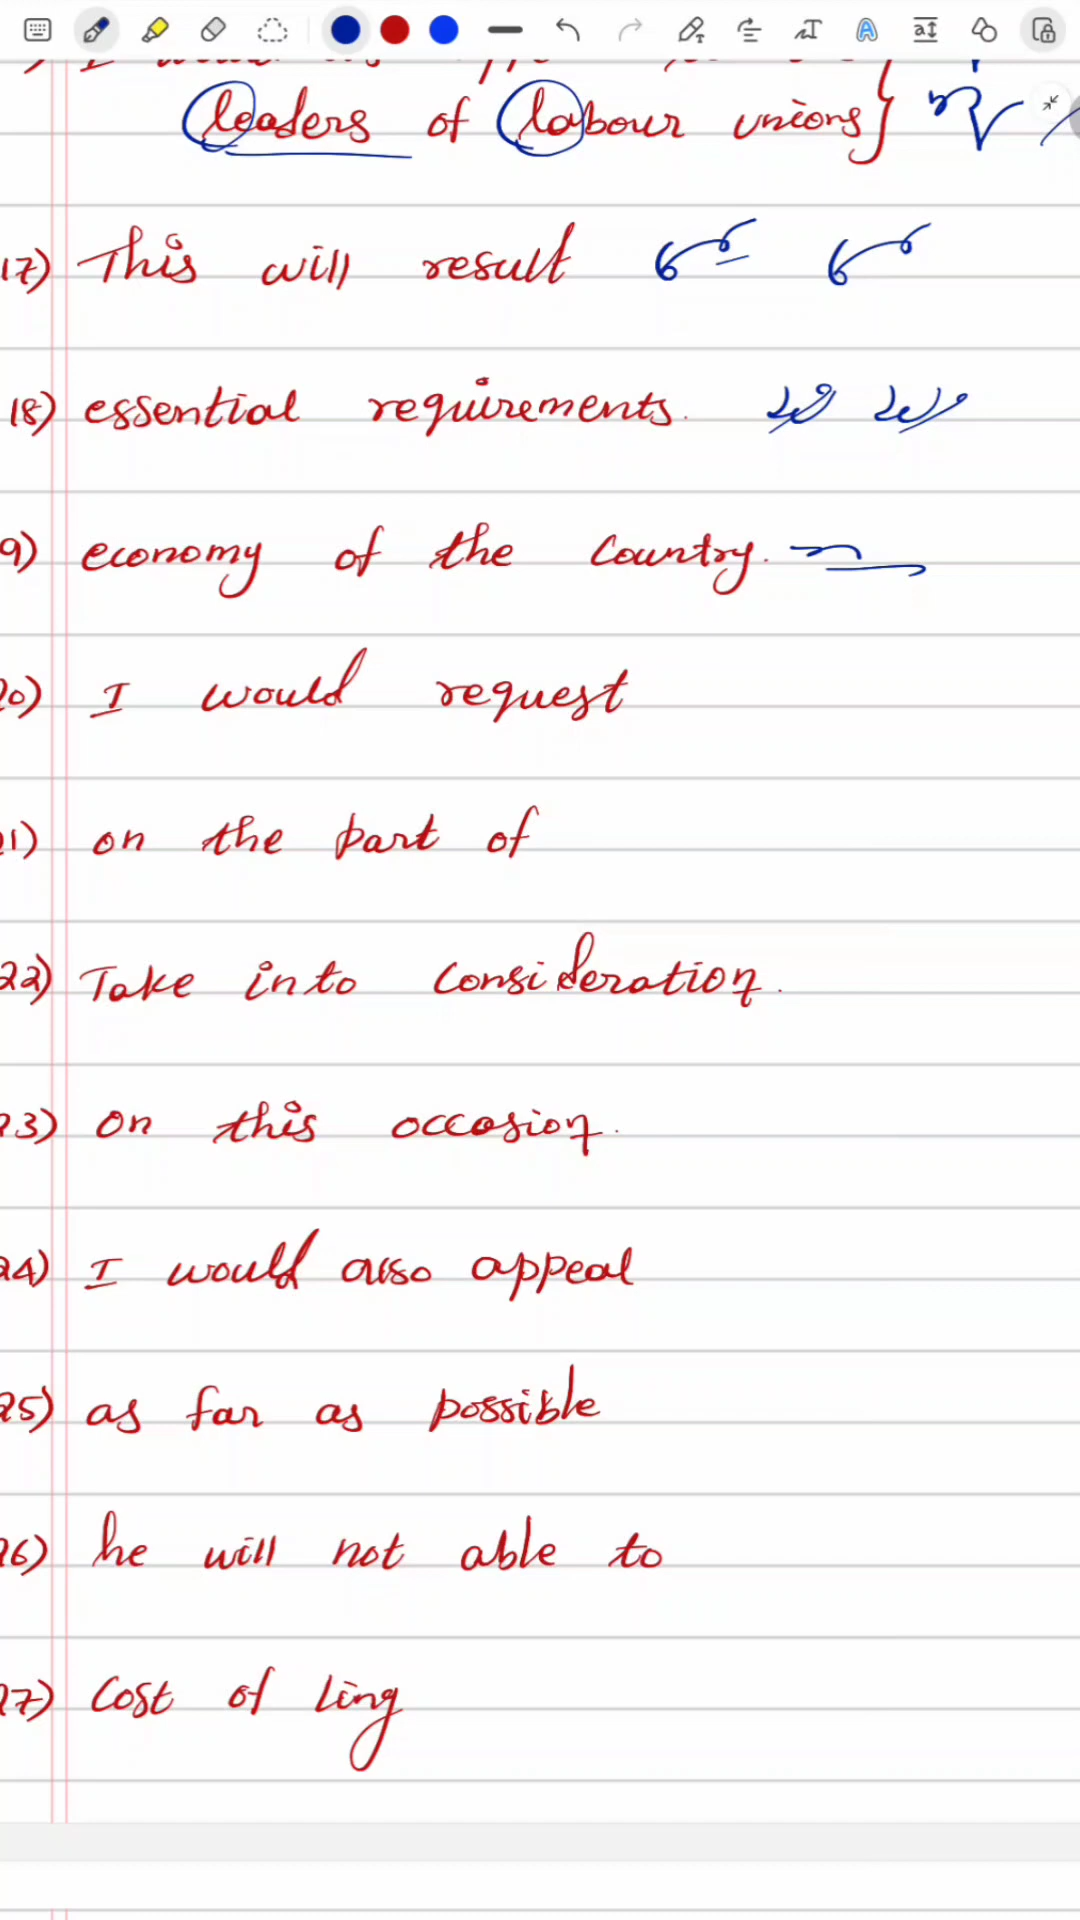 leaders of labour unions}
17) This will result
18) essential requirements.
9) economy of the Country.
20) I would request
21) on the part of
22) Take into Consideration.
23) on this occasion.
24) I would also appeal
25) as far as possible
26) he will not able to
27) Cost of Ling